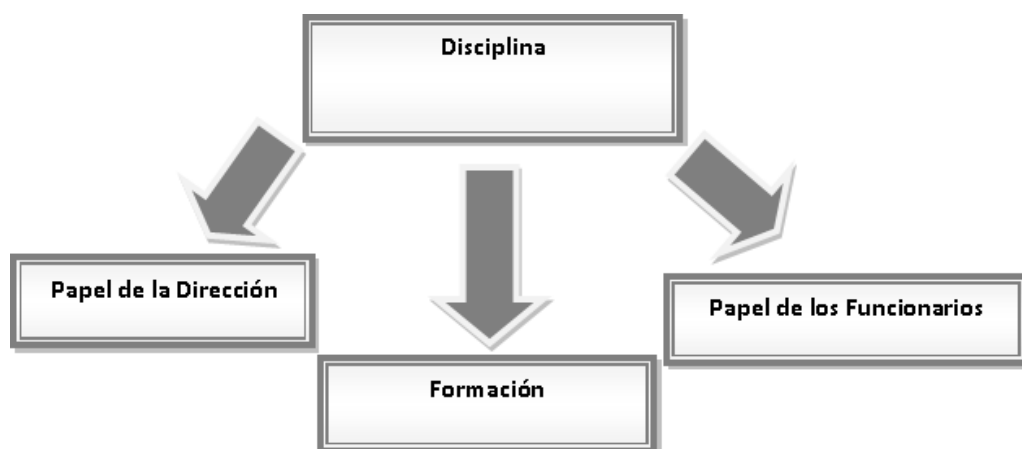 Disciplina
Papel de la Dirección
Papel de los Funcionarios
Formación